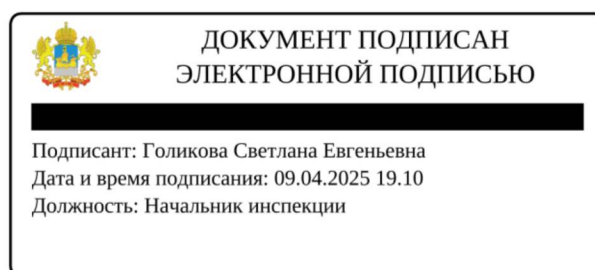 ДОКУМЕНТ ПОДПИСАН
ЭЛЕКТРОННОЙ ПОДПИСЬЮ
Подписант: Голикова Светлана Евгеньевна
Дата и время подписания: 09.04.2025 19.10
Должность: Начальник инспекции